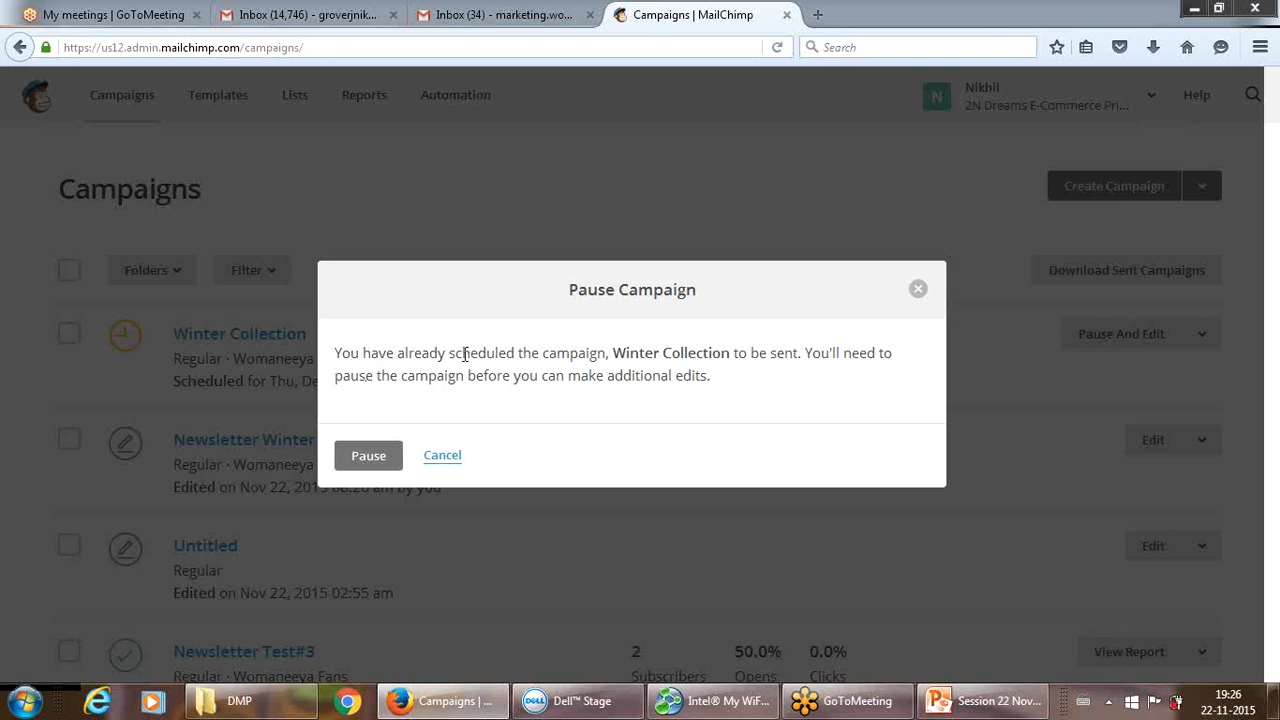 My meetings | GoToMeeting
Inbox (14,746) - groverjnik...
Inbox (34) - marketing.wo...
Campaigns | MailChimp
https://us12.admin.mailchimp.com/campaigns/
Search
Campaigns
Templates
Lists
Reports
Automation
N
Nikhil
2N Dreams E-Commerce Pri...
Help
Campaigns
Create Campaign
Folders
Filter
Download Sent Campaigns
Pause Campaign
You have already scheduled the campaign, Winter Collection to be sent. You'll need to
pause the campaign before you can make additional edits.
Pause
Cancel
Winter Collection
Regular · Womaneeya
Scheduled for Thu, De
Pause And Edit
Newsletter Winter
Regular · Womaneeya
Edited on Nov 22, 2015 08:26 am by you
Edit
Untitled
Regular
Edited on Nov 22, 2015 02:55 am
Edit
Newsletter Test#3
Regular · Womaneeya Fans
2
Subscribers
50.0%
Opens
0.0%
Clicks
View Report
DMP
Campaigns | ...
Dell™ Stage
Intel® My WiF...
GoToMeeting
Session 22 Nov...
19:26
22-11-2015